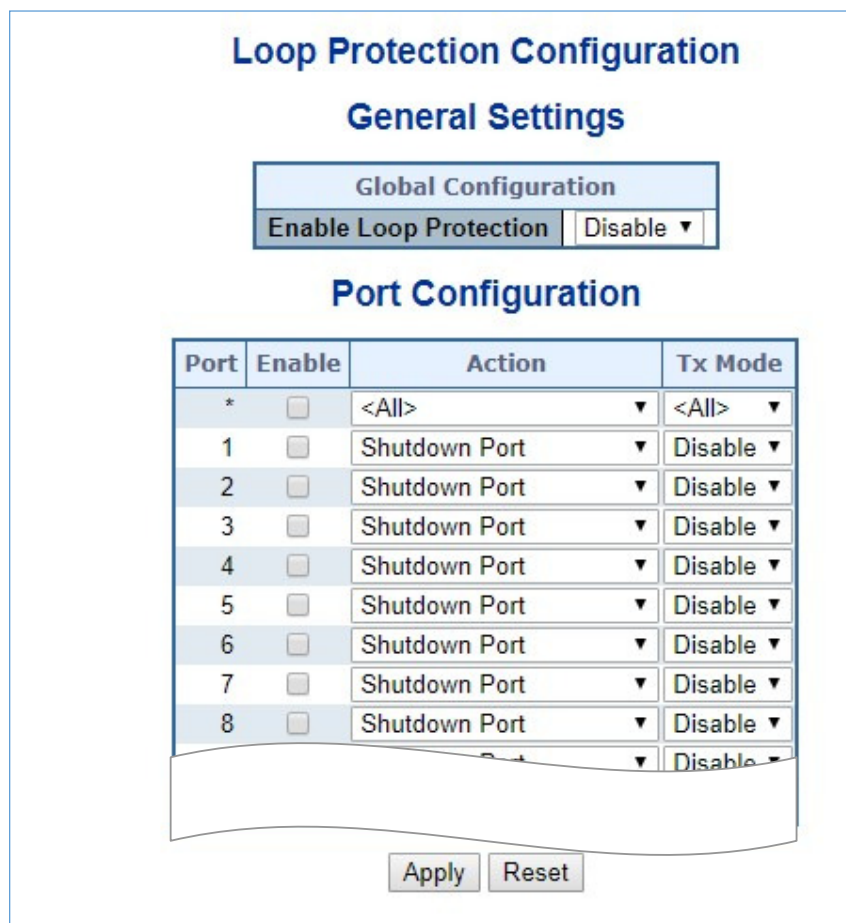 Loop Protection Configuration
General Settings
Global Configuration
Enable Loop Protection Disable
Port Configuration
Port Enable Action Tx Mode
* <All> <All>
1 Shutdown Port Disable
2 Shutdown Port Disable
3 Shutdown Port Disable
4 Shutdown Port Disable
5 Shutdown Port Disable
6 Shutdown Port Disable
7 Shutdown Port Disable
8 Shutdown Port Disable
Disable
Apply Reset